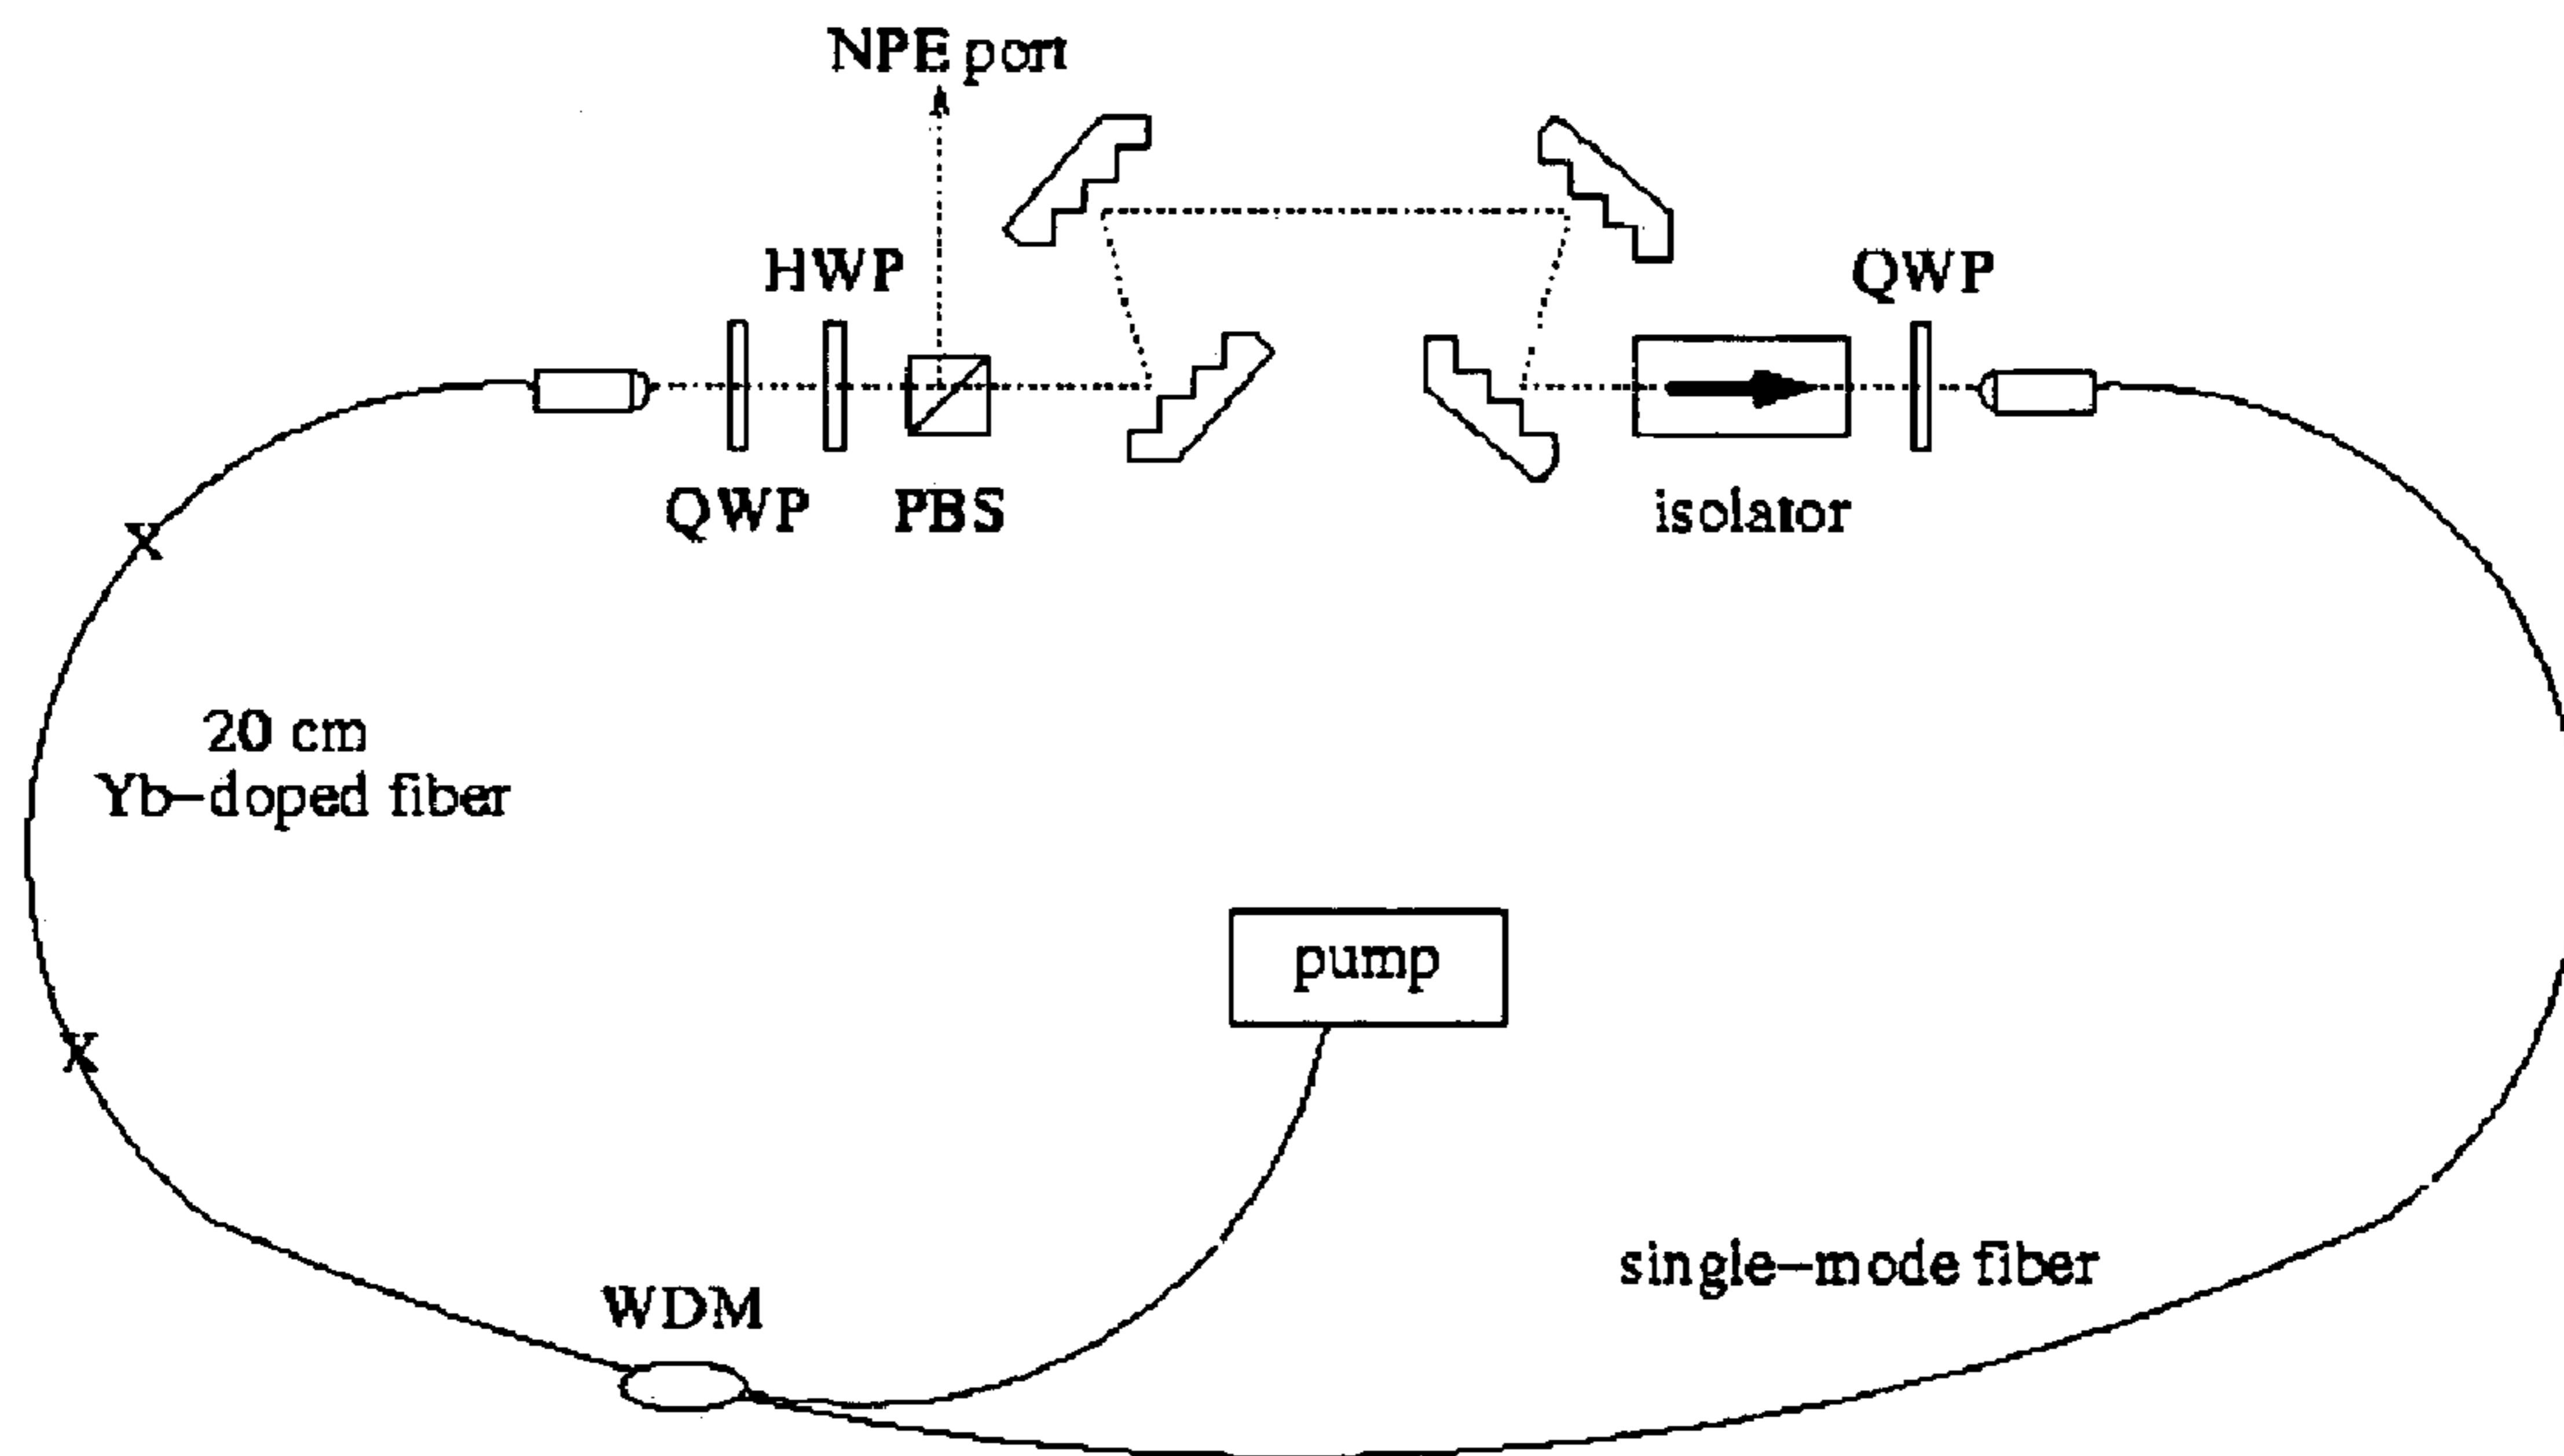 NPE port
HWP
QWP
QWP
PBS
isolator
20 cm
Yb-doped fiber
pump
single-mode fiber
WDM
x
x